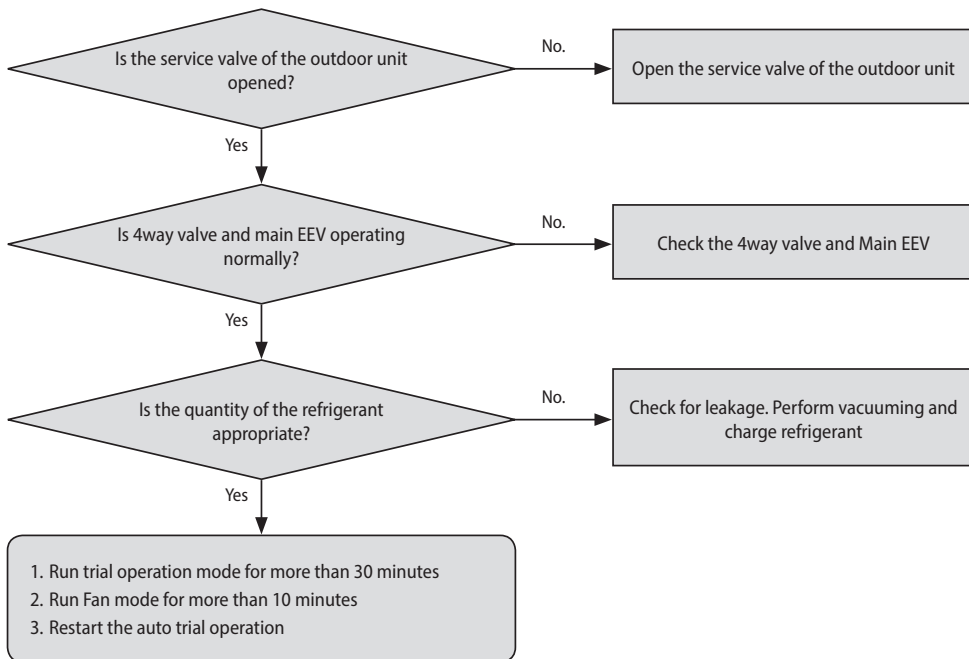 Is the service valve of the outdoor unit
opened?
No.
Open the service valve of the outdoor unit
Yes
Is 4way valve and main EEV operating
normally?
No.
Check the 4way valve and Main EEV
Yes
Is the quantity of the refrigerant
appropriate?
No.
Check for leakage. Perform vacuuming and
charge refrigerant
Yes
1. Run trial operation mode for more than 30 minutes
2. Run Fan mode for more than 10 minutes
3. Restart the auto trial operation